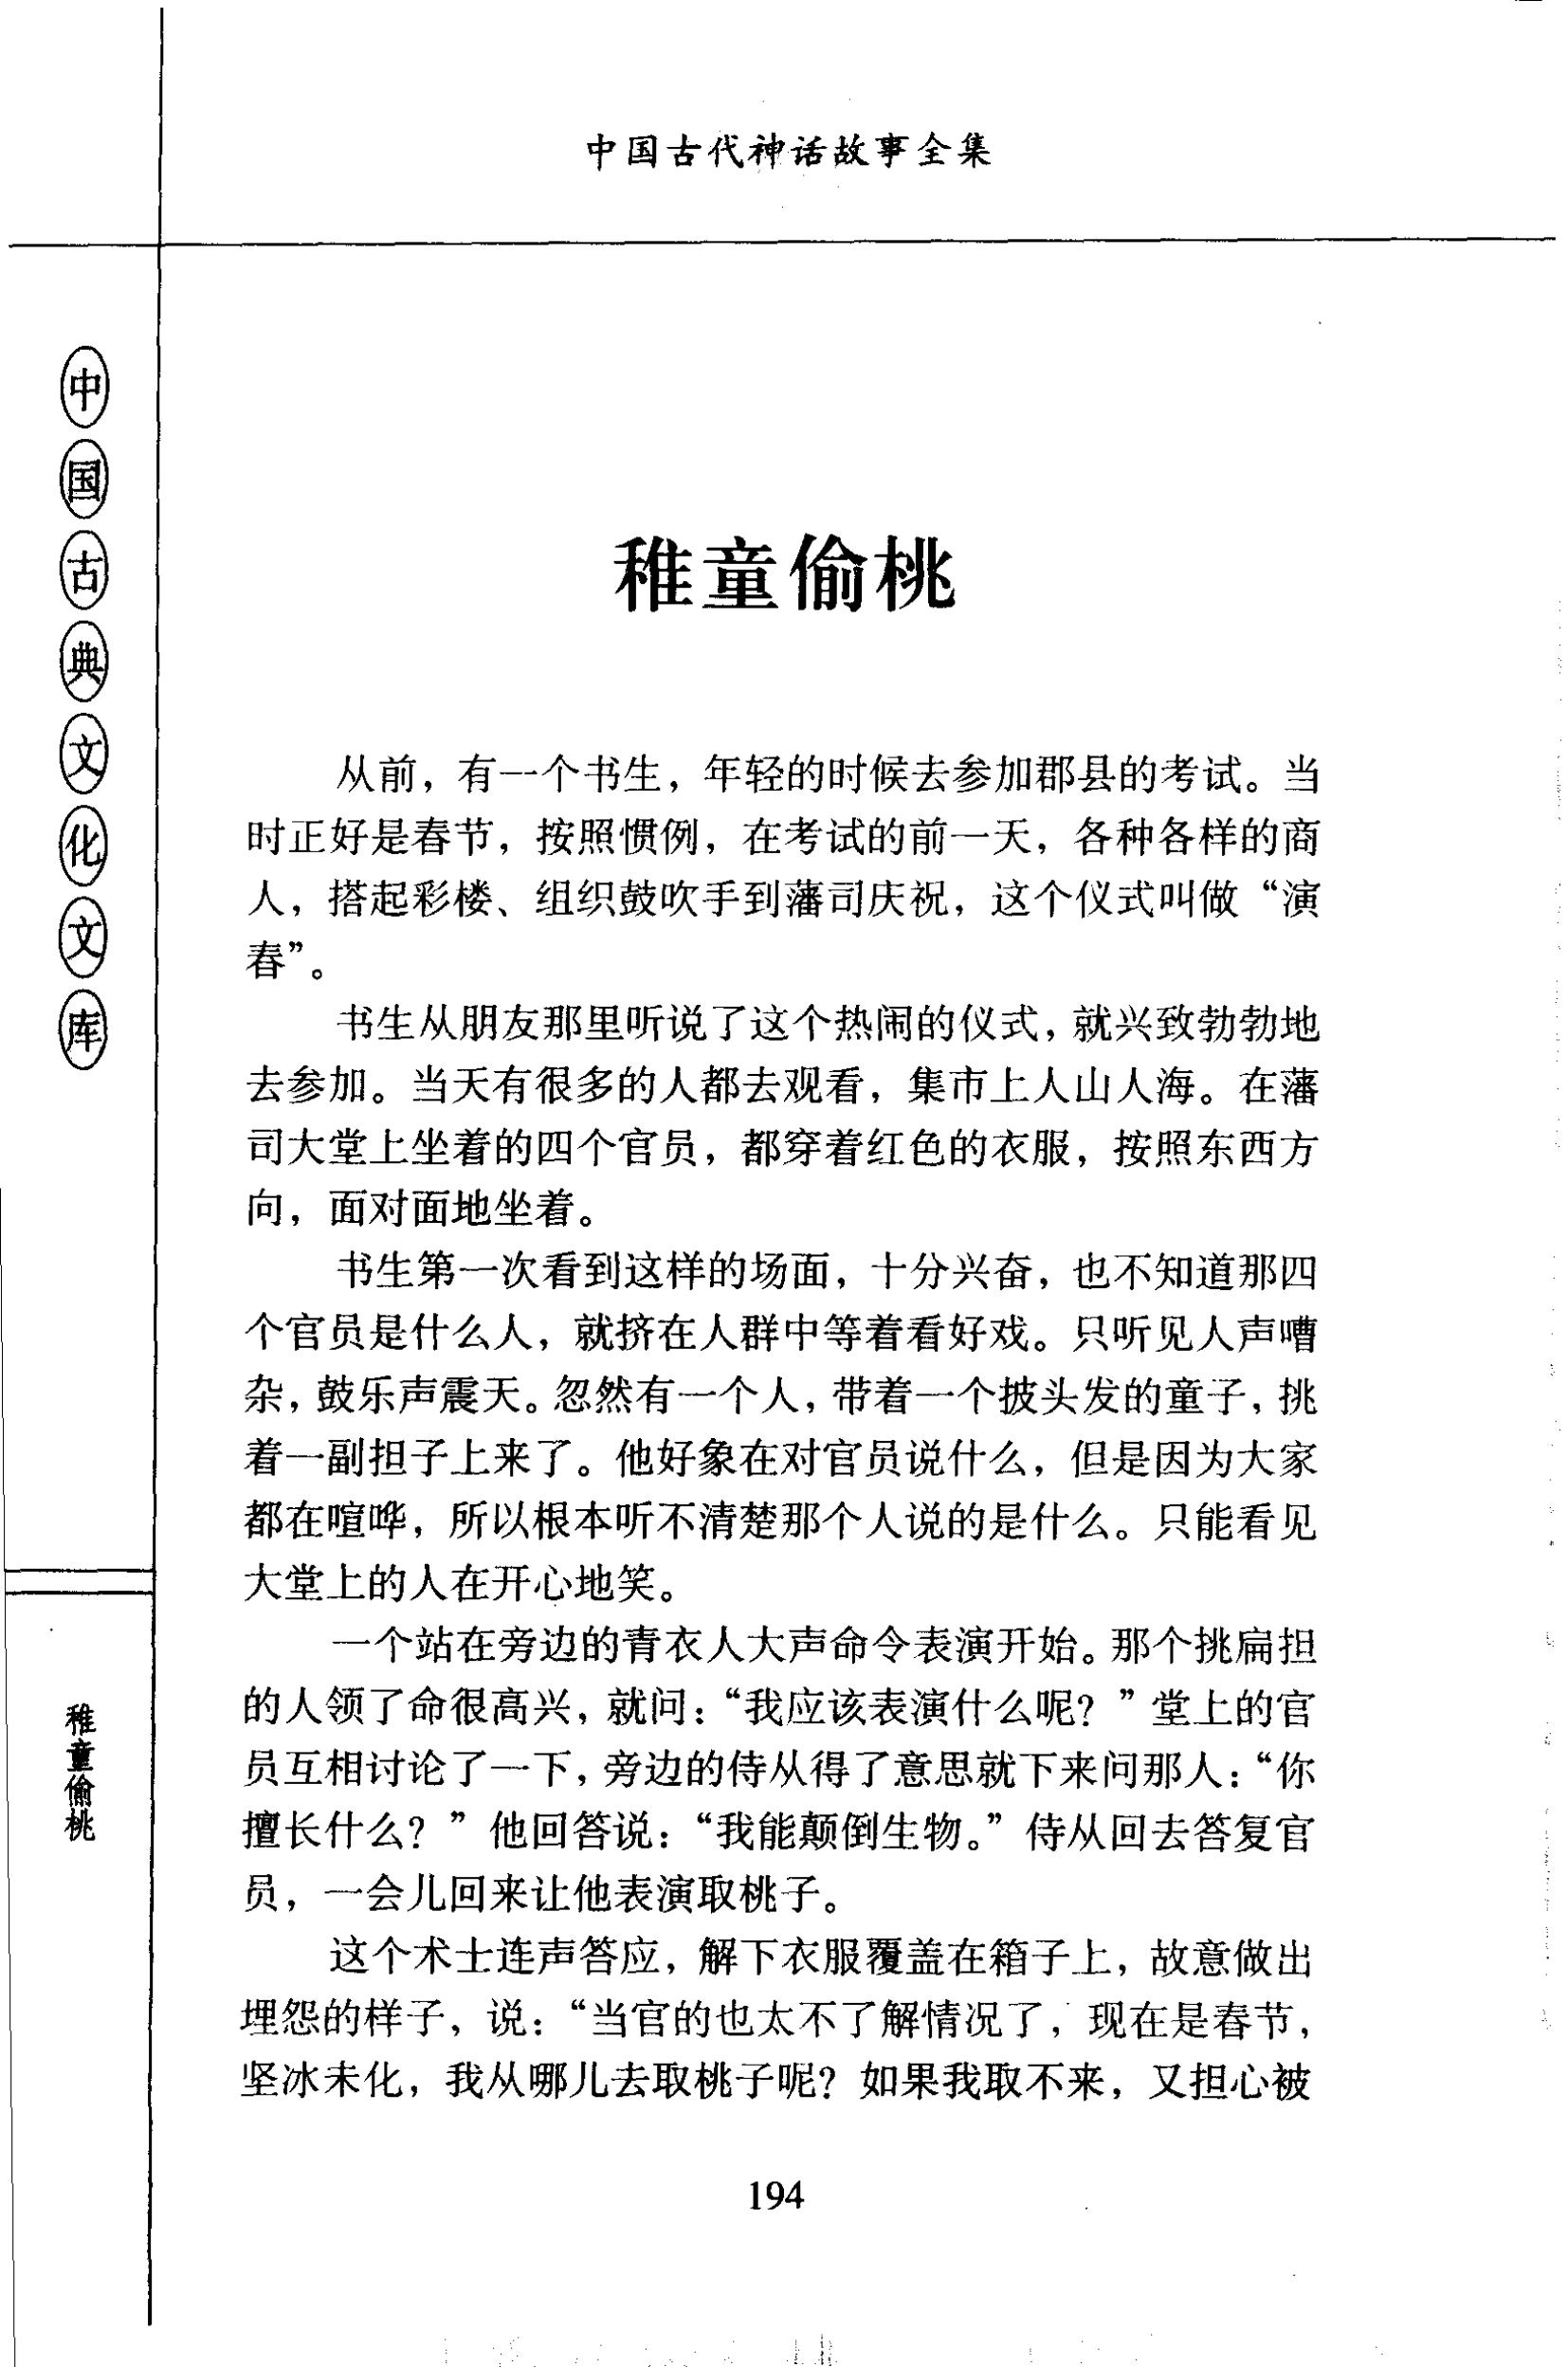 中国古代神话故事全集
中国古典文化文库
稚童偷桃
稚童偷桃
从前，有一个书生，年轻的时候去参加郡县的考试。当
时正好是春节，按照惯例，在考试的前一天，各种各样的商
人，搭起彩楼、组织鼓吹手到藩司庆祝，这个仪式叫做“演
春”。
书生从朋友那里听说了这个热闹的仪式，就兴致勃勃地
去参加。当天有很多的人都去观看，集市上人山人海。在藩
司大堂上坐着的四个官员，都穿着红色的衣服，按照东西方
向，面对面地坐着。
书生第一次看到这样的场面，十分兴奋，也不知道那四
个官员是什么人，就挤在人群中等着看好戏。只听见人声嘈
杂，鼓乐声震天。忽然有一个人，带着一个披头发的童子，挑
着一副担子上来了。他好象在对官员说什么，但是因为大家
都在喧哗，所以根本听不清楚那个人说的是什么。只能看见
大堂上的人在开心地笑。
一个站在旁边的青衣人大声命令表演开始。那个挑扁担
的人领了命很高兴，就问：“我应该表演什么呢？”堂上的官
员互相讨论了一下，旁边的侍从得了意思就下来问那人：“你
擅长什么？”他回答说：“我能颠倒生物。”侍从回去答复官
员，一会儿回来让他表演取桃子。
这个术士连声答应，解下衣服覆盖在箱子上，故意做出
埋怨的样子，说：“当官的也太不了解情况了，现在是春节，
坚冰未化，我从哪儿去取桃子呢？如果我取不来，又担心被
194